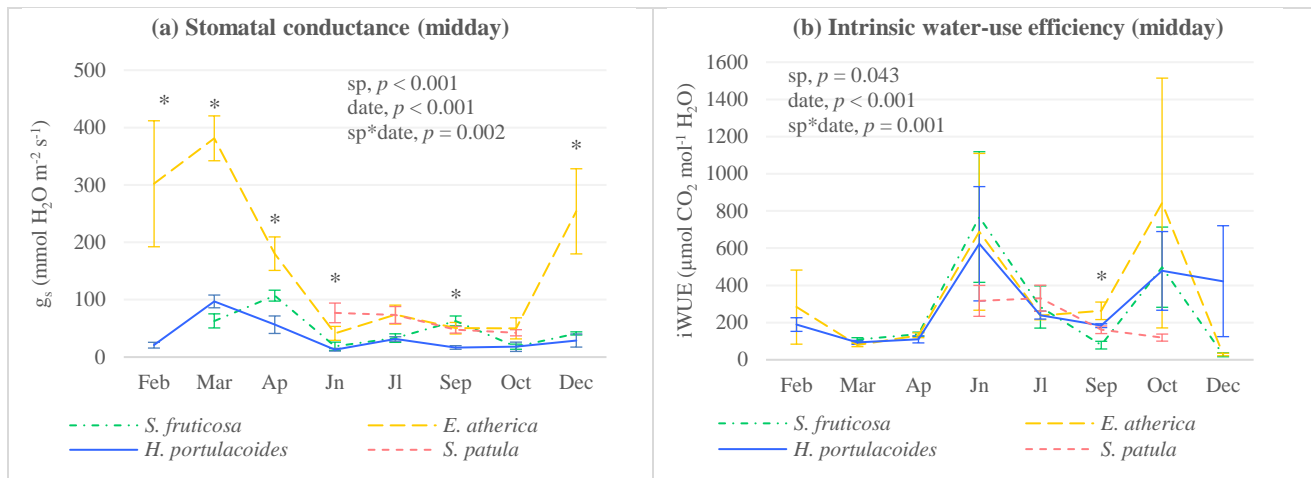 (a) Stomatal conductance (midday)
500
400
300
200
100
0
gₛ (mmol H₂O m⁻² s⁻¹)
sp, p < 0.001
date, p < 0.001
sp*date, p = 0.002
*
*
*
*
*
*
Feb Mar Ap Jn Jl Sep Oct Dec
S. fruticosa E. atherica
H. portulacoides S. patula
(b) Intrinsic water-use efficiency (midday)
1600
1400
1200
1000
800
600
400
200
0
iWUE (µmol CO₂ mol⁻¹ H₂O)
sp, p = 0.043
date, p < 0.001
sp*date, p = 0.001
*
Feb Mar Ap Jn Jl Sep Oct Dec
S. fruticosa E. atherica
H. portulacoides S. patula